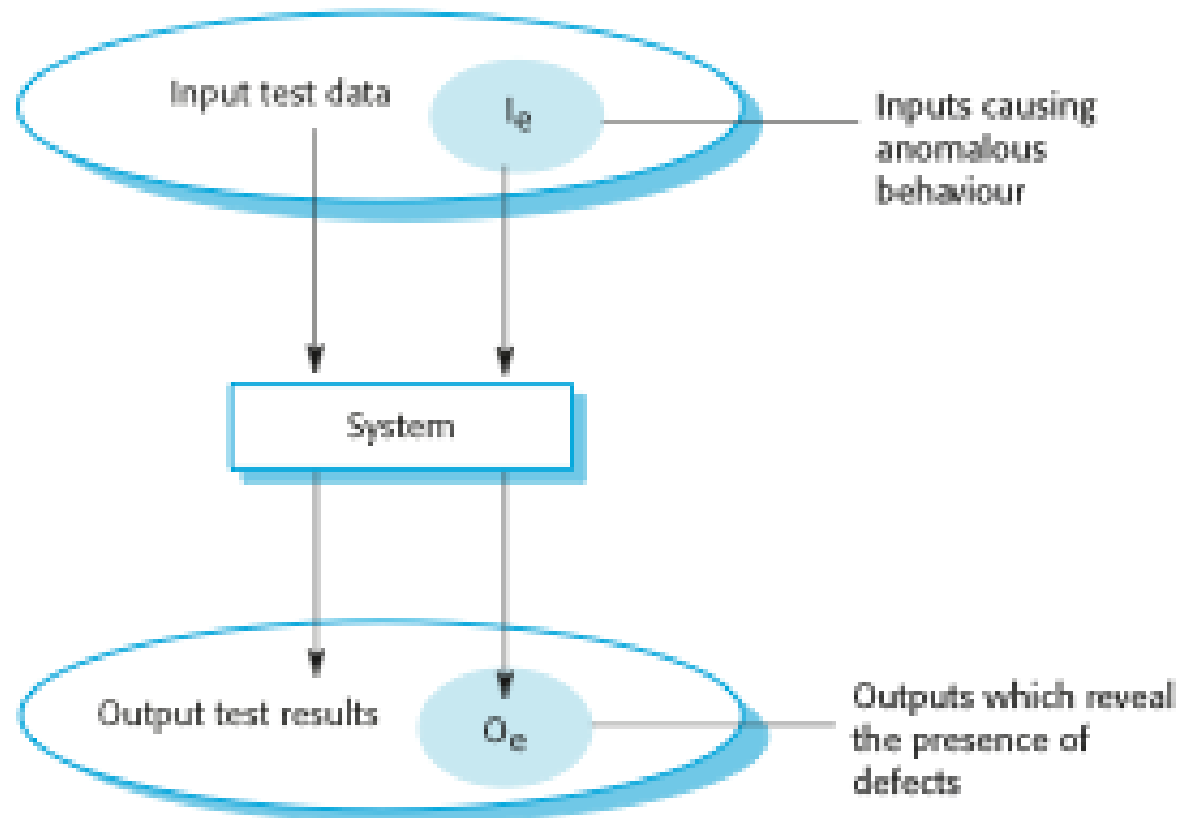 Input test data
Ie
Inputs causing
anomalous
behaviour
System
Output test results
Oe
Outputs which reveal
the presence of
defects